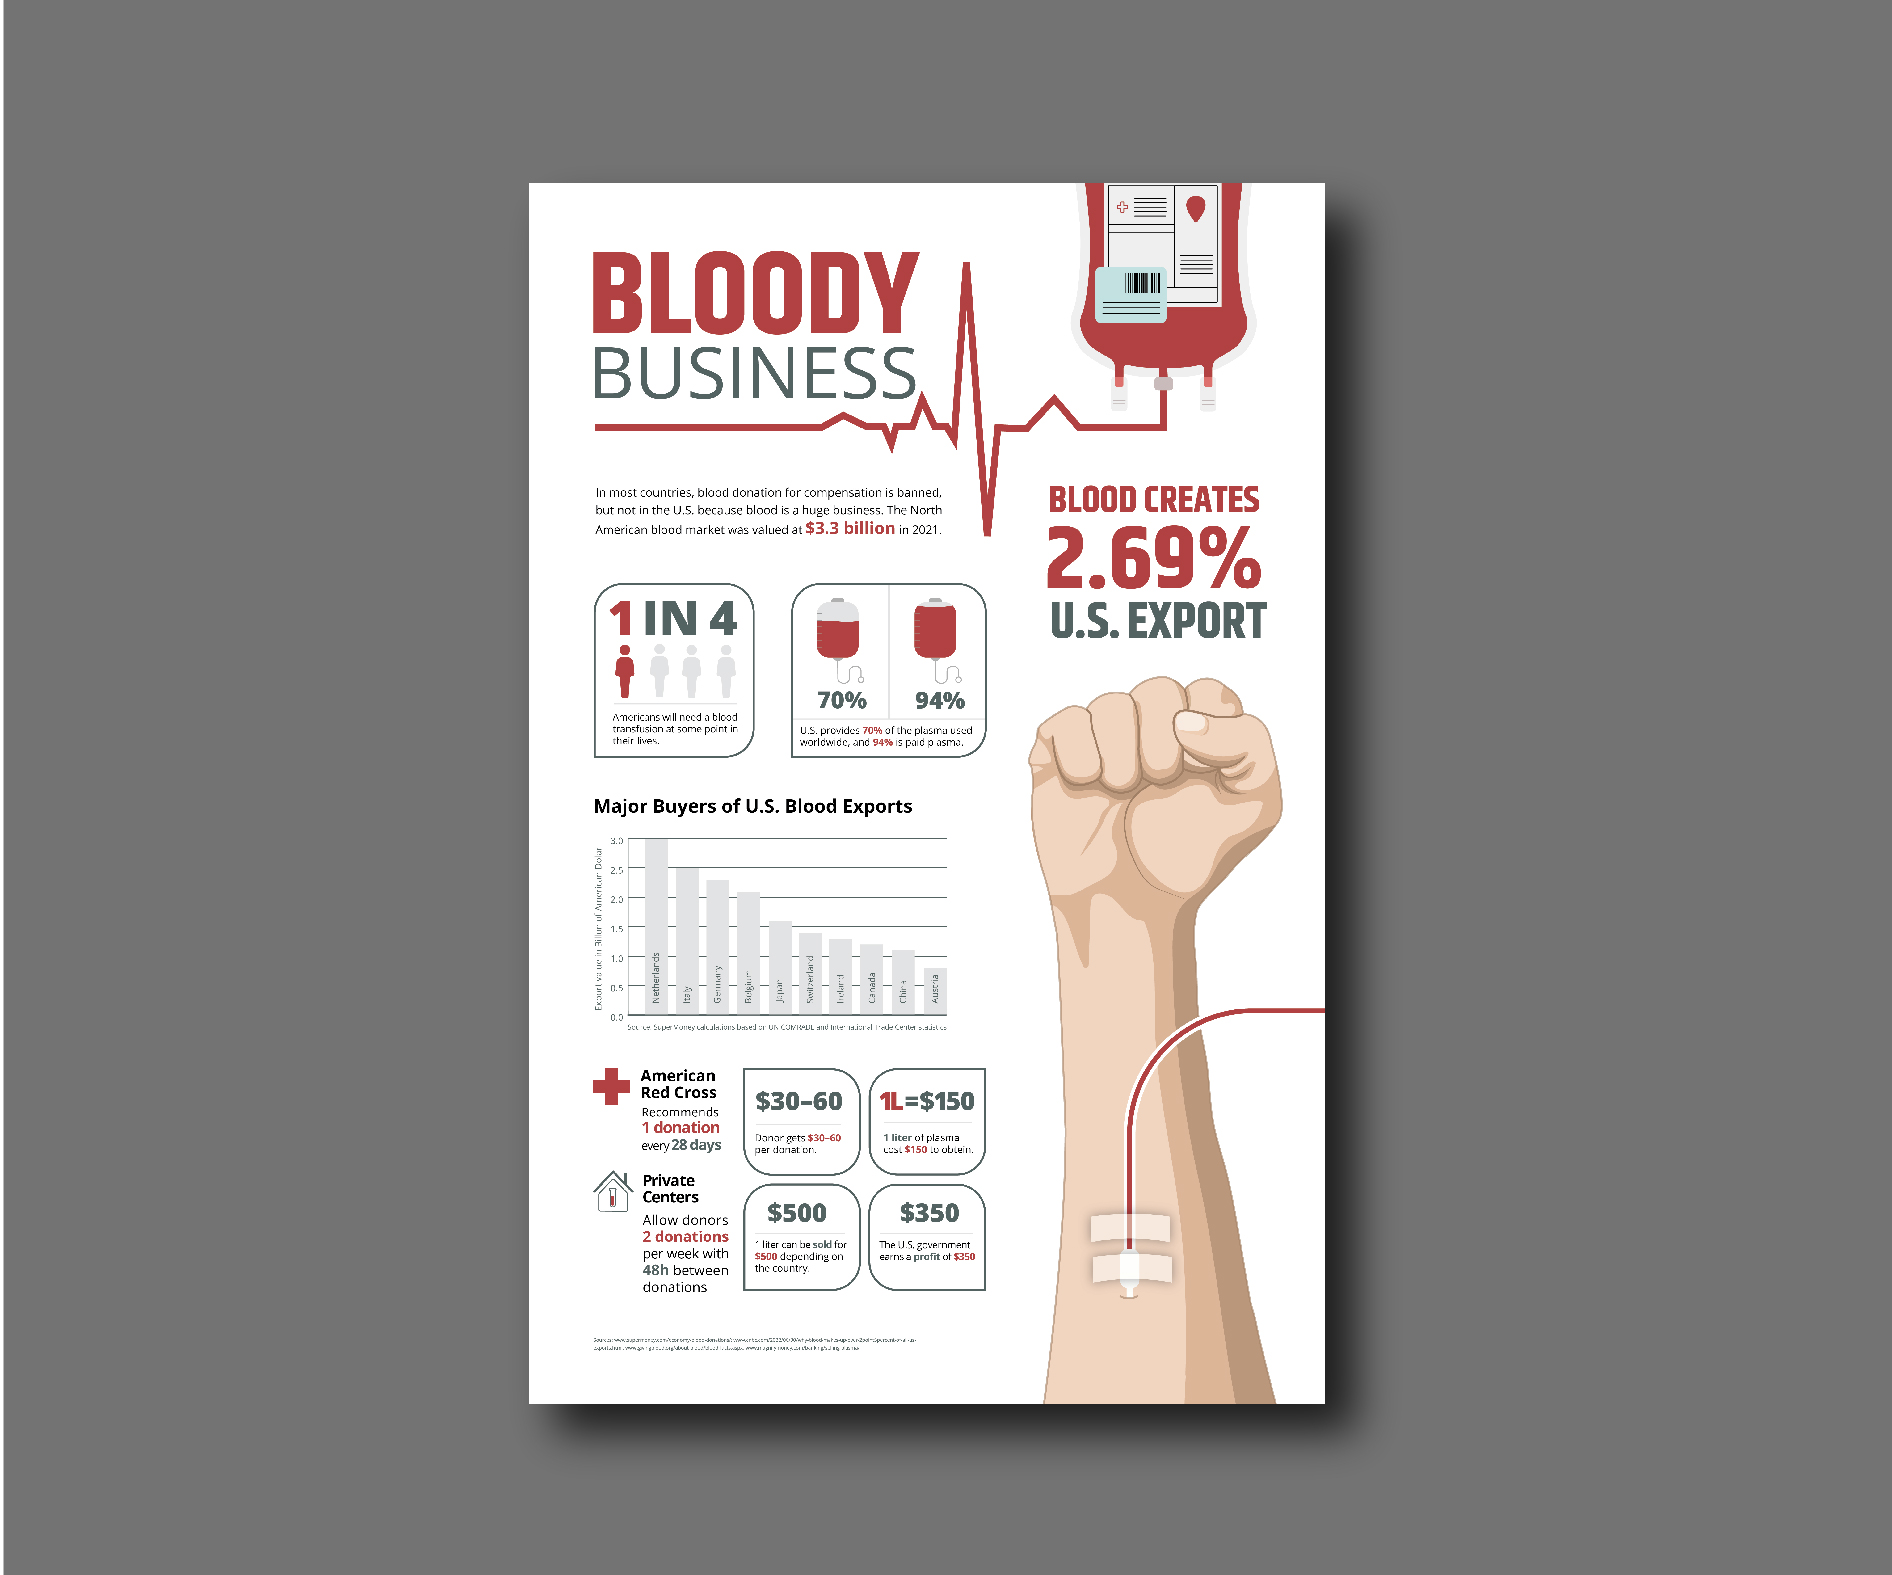 BLOODY
BUSINESS
In most countries, blood donation for compensation is banned,
but not in the U.S. because blood is a huge business. The North
American blood market was valued at $3.3 billion in 2021.
BLOOD CREATES
2.69%
U.S. EXPORT
1 IN 4
Americans will need a blood
transfusion at some point in
their lives.
70%
94%
U.S. provides 70% of the plasma used
worldwide, and 94% is paid plasma.
Major Buyers of U.S. Blood Exports
Export value in Billion of American Dolar
3.0
2.5
2.0
1.5
1.0
0.5
0.0
Netherlands
Italy
Germany
Belgium
Japan
Switzerland
Ireland
Canada
China
Austria
Source: SuperMoney calculations based on UN COMRADE and International Trade Center statistics
American
Red Cross
Recommends
1 donation
every 28 days
Private
Centers
Allow donors
2 donations
per week with
48h between
donations
$30–60
Donor gets $30–60
per donation.
1L=$150
1 liter of plasma
cost $150 to obtein.
$500
1 liter can be sold for
$500 depending on
the country.
$350
The U.S. government
earns a profit of $350